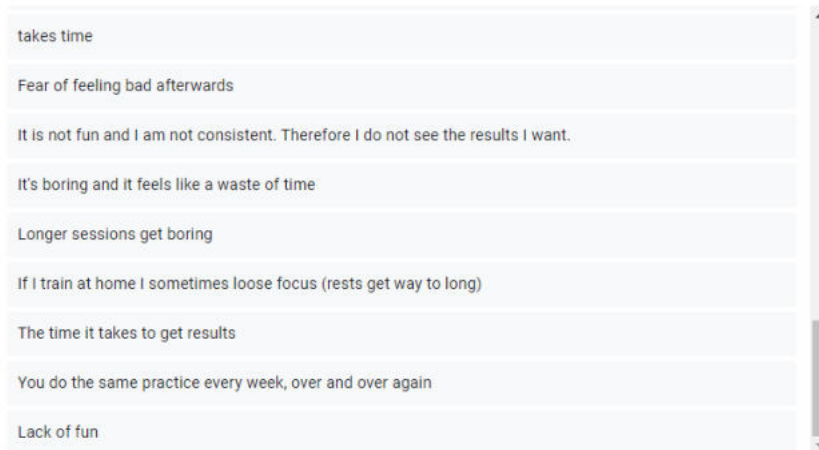 takes time
Fear of feeling bad afterwards
It is not fun and I am not consistent. Therefore I do not see the results I want.
It's boring and it feels like a waste of time
Longer sessions get boring
If I train at home I sometimes loose focus (rests get way to long)
The time it takes to get results
You do the same practice every week, over and over again
Lack of fun